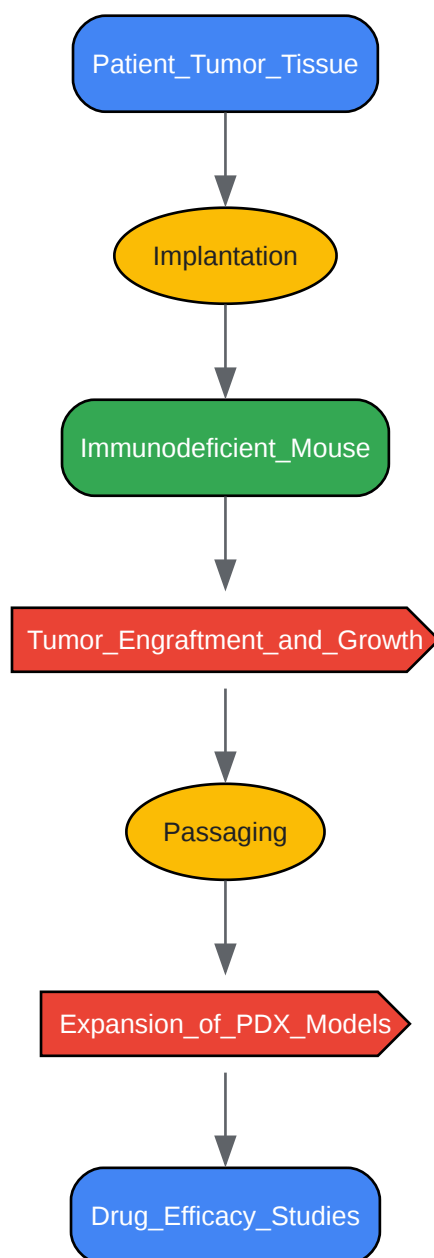 Patient_Tumor_Tissue
Implantation
Immunodeficient_Mouse
Tumor_Engraftment_and_Growth
Passaging
Expansion_of_PDX_Models
Drug_Efficacy_Studies